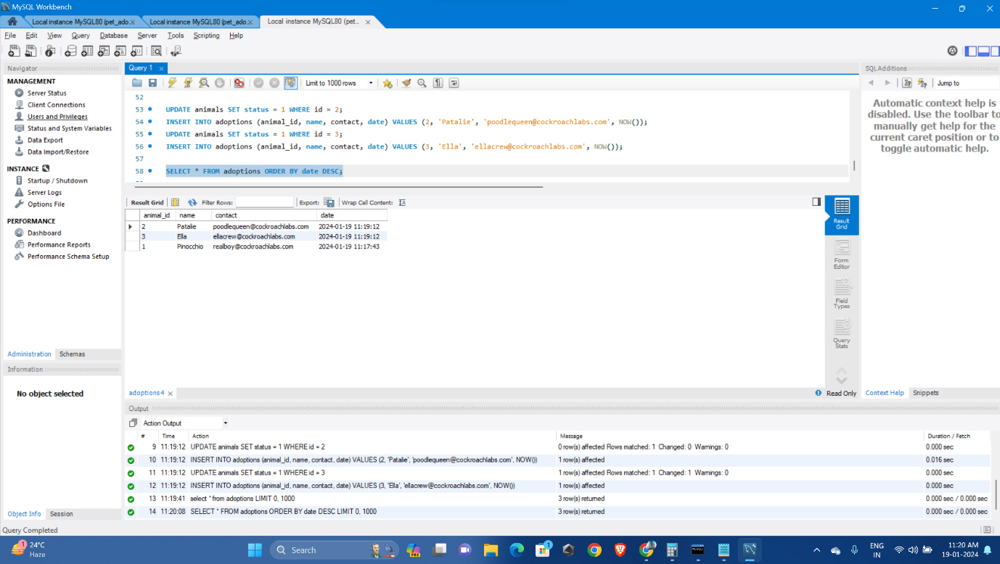 MySQL Workbench
Local instance MySQL80 (pet_ado.x
Local instance MySQL80 (pet_ado.x
Local instance MySQL80 (pet.. ×
File Edit View Query Database Server Tools Scripting Help
Navigator
MANAGEMENT
Server Status
Client Connections
Users and Privileges
Status and System Variables
Data Export
Data Import/Restore
INSTANCE
Startup / Shutdown
Server Logs
Options File
PERFORMANCE
Dashboard
Performance Reports
Performance Schema Setup
Administration Schemas
Information
No object selected
Object Info Session
Query Completed
Query 1 ×
Limit to 1000 rows
52
53 UPDATE animals SET status = 1 WHERE id = 2;
54 INSERT INTO adoptions (animal_id, name, contact, date) VALUES (2, 'Patalie', 'poodlequeen@cockroachlabs.com', NOW());
55 UPDATE animals SET status = 1 WHERE id = 3;
56 INSERT INTO adoptions (animal_id, name, contact, date) VALUES (3, 'Ella', 'ellacrew@cockroachlabs.com', NOW());
57
58 SELECT * FROM adoptions ORDER BY date DESC;
Result Grid Filter Rows: Export: Wrap Cell Content:
animal_id name contact date
2 Patalie poodlequeen@cockroachlabs.com 2024-01-19 11:19:12
3 Ella ellacrew@cockroachlabs.com 2024-01-19 11:19:12
1 Pinocchio realboy@cockroachlabs.com 2024-01-19 11:17:43
Result
Grid
Form
Editor
Field
Types
Query
Stats
adoptions4 ×
Read Only
SQLAdditions
Jump to
Automatic context help is
disabled. Use the toolbar to
manually get help for the
current caret position or to
toggle automatic help.
Context Help Snippets
Output
Action Output
# Time Action Message Duration / Fetch
9 11:19:12 UPDATE animals SET status = 1 WHERE id = 2 0 row(s) affected Rows matched: 1 Changed: 0 Warnings: 0 0.000 sec
10 11:19:12 INSERT INTO adoptions (animal_id, name, contact, date) VALUES (2, 'Patalie', 'poodlequeen@cockroachlabs.com', NOW()) 1 row(s) affected 0.016 sec
11 11:19:12 UPDATE animals SET status = 1 WHERE id = 3 1 row(s) affected Rows matched: 1 Changed: 1 Warnings: 0 0.000 sec
12 11:19:12 INSERT INTO adoptions (animal_id, name, contact, date) VALUES (3, 'Ella', 'ellacrew@cockroachlabs.com', NOW()) 1 row(s) affected 0.000 sec
13 11:19:41 select * from adoptions LIMIT 0, 1000 3 row(s) returned 0.000 sec / 0.000 sec
14 11:20:08 SELECT * FROM adoptions ORDER BY date DESC LIMIT 0, 1000 3 row(s) returned 0.000 sec / 0.000 sec
1
24°C
Haze
Search
PRE
1
ENG
IN
11:20 AM
19-01-2024